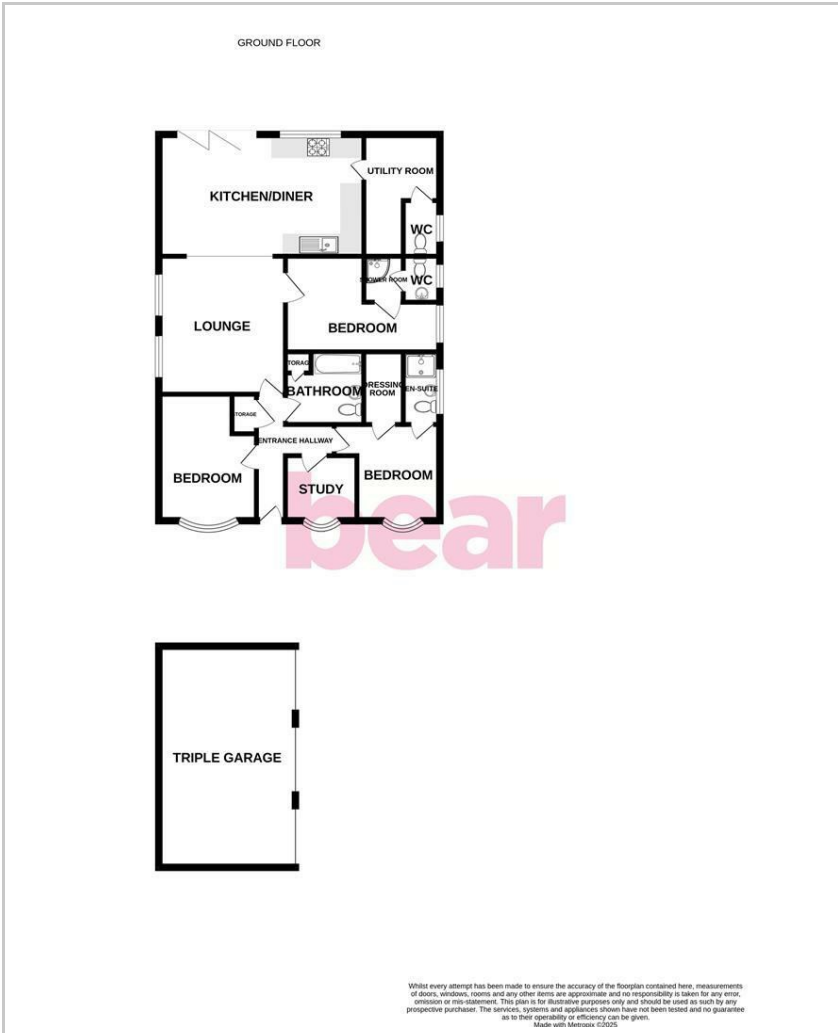 GROUND FLOOR
UTILITY ROOM
KITCHEN/DINER
WC
SHOWER ROOM
WC
LOUNGE
BEDROOM
STORAGE
BATHROOM
DRESSING
ROOM
EN-SUITE
STORAGE
ENTRANCE HALLWAY
BEDROOM
BEDROOM
STUDY
bear
TRIPLE GARAGE
Whilst every attempt has been made to ensure the accuracy of the floorplan contained here, measurements
of doors, windows, rooms and any other items are approximate and no responsibility is taken for any error,
omission or mis-statement. This plan is for illustrative purposes only and should be used as such by any
prospective purchaser. The services, systems and appliances shown have not been tested and no guarantee
as to their operability or efficiency can be given.
Made with Metropix ©2025